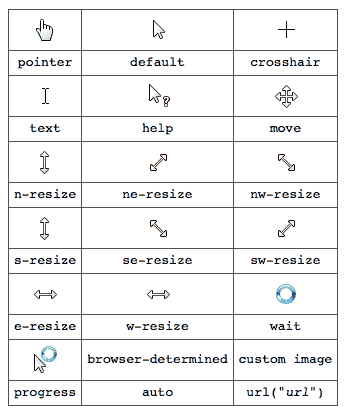 pointer default crosshair
text help move
n-resize ne-resize nw-resize
s-resize se-resize sw-resize
e-resize w-resize wait
browser-determined custom image
progress auto url("url")